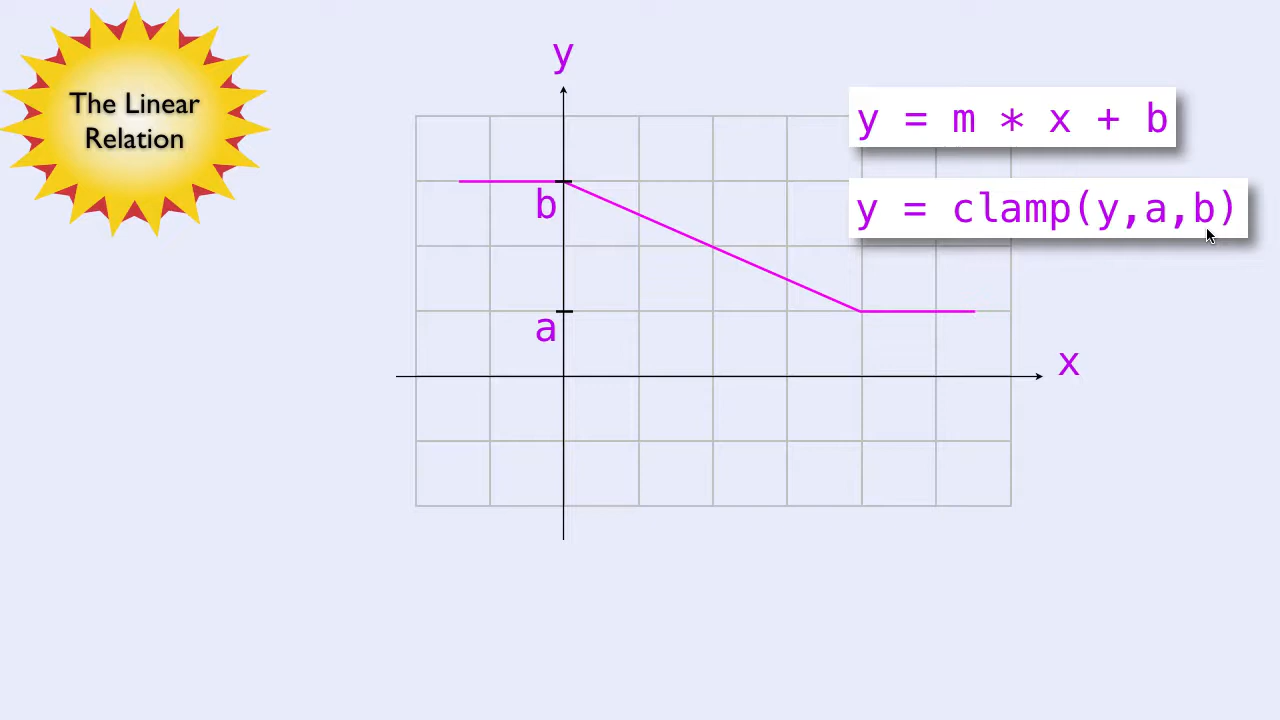 The Linear
Relation
y
y = m * x + b
b
y = clamp(y,a,b)
a
x